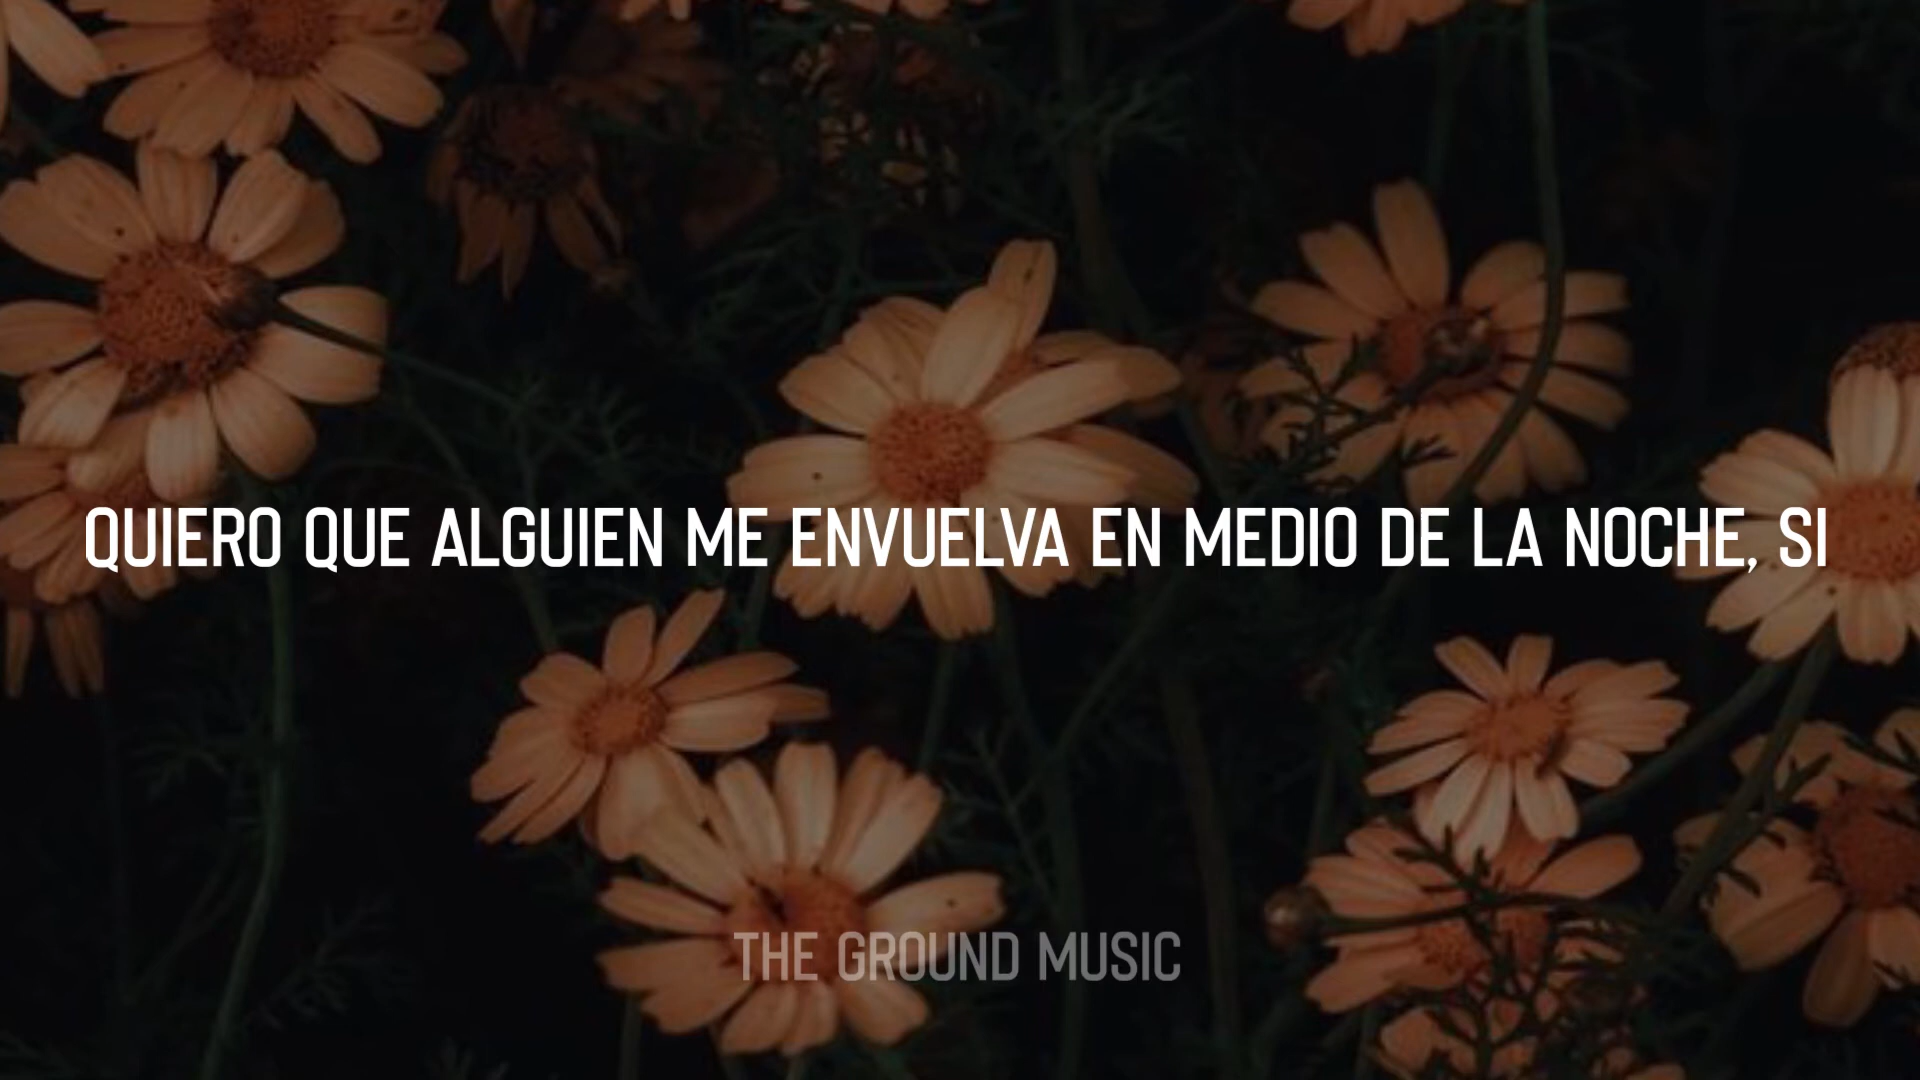 QUIERO QUE ALGUIEN ME ENVUELVA EN MEDIO DE LA NOCHE, SI
THE GROUND MUSIC